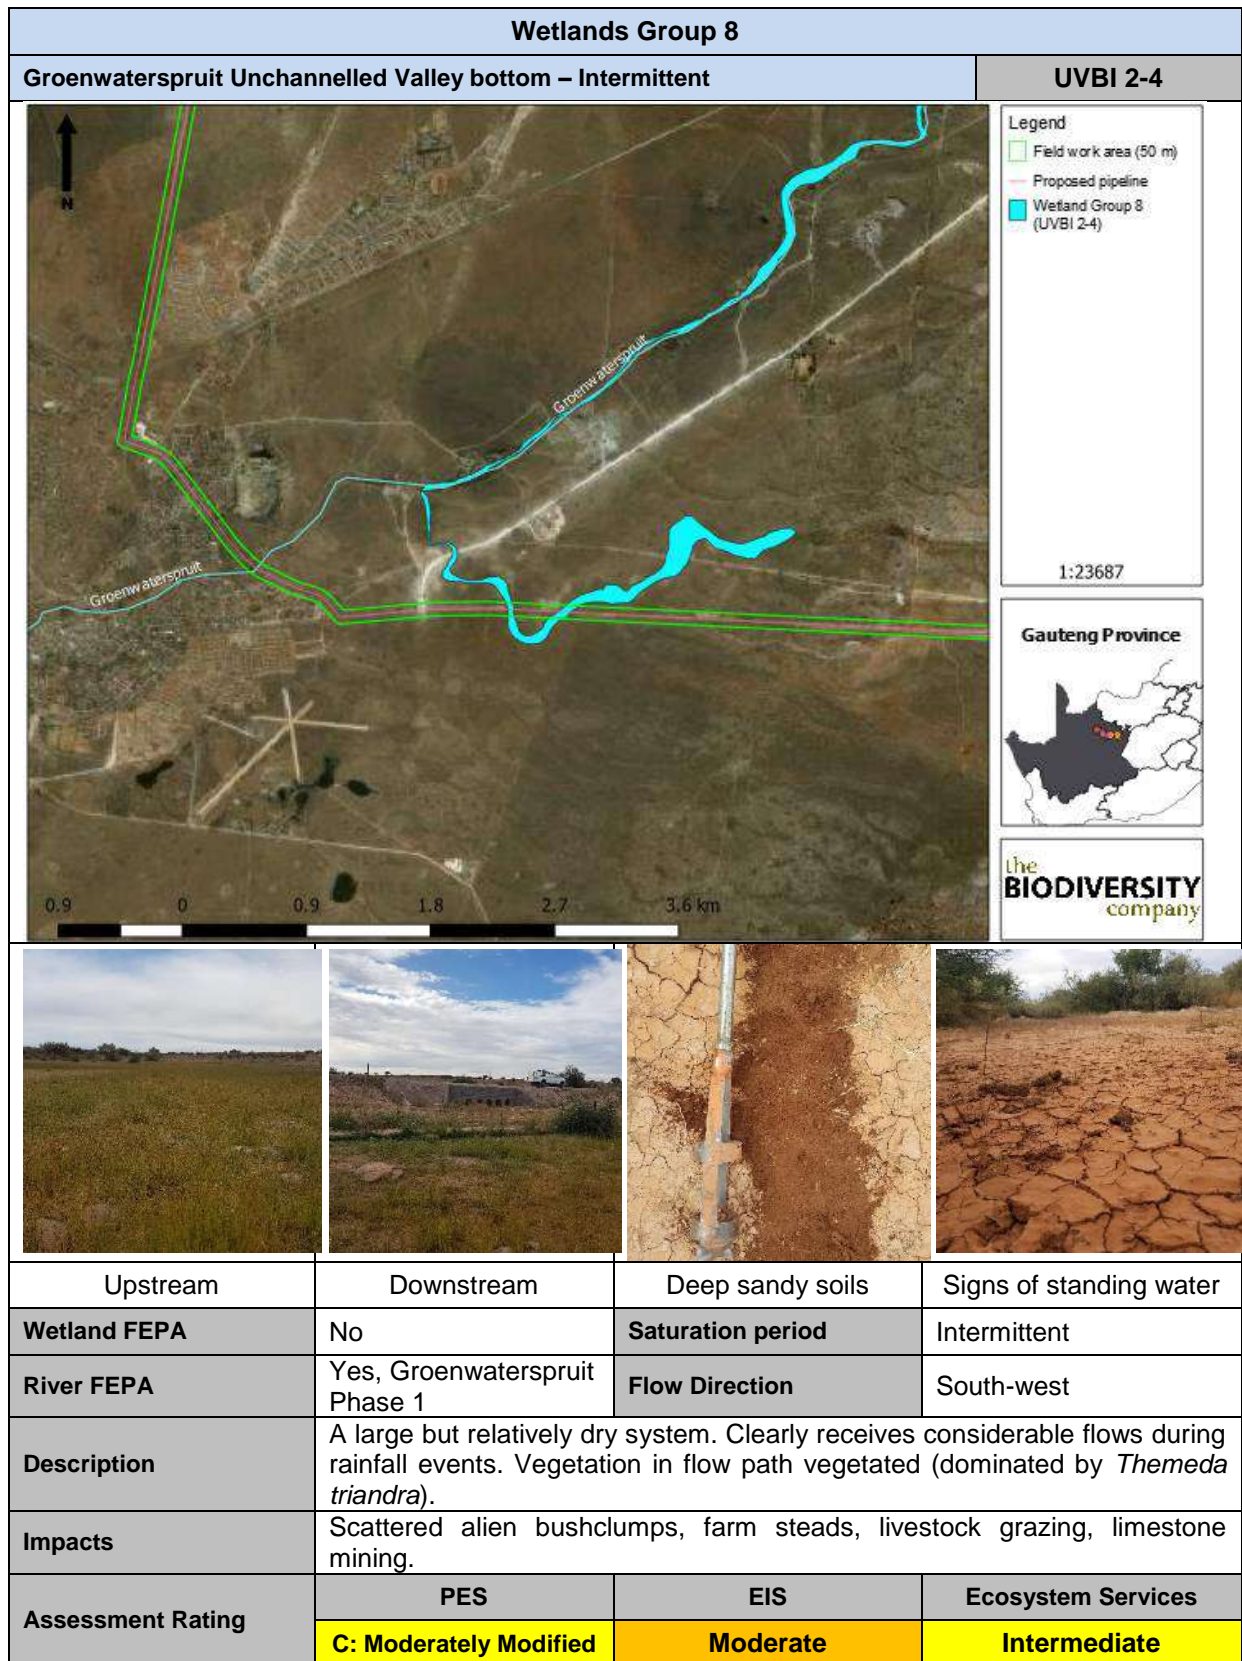 Wetlands Group 8
Groenwaterspruit Unchannelled Valley bottom – Intermittent
UVBI 2-4
N
Groenwaterspruit
Groenwaterspruit
0.9 0 0.9 1.8 2.7 3.6 km
Legend
Field work area (50 m)
Proposed pipeline
Wetland Group 8
(UVBI 2-4)
1:23687
Gauteng Province
the
BIODIVERSITY
company
Upstream
Downstream
Deep sandy soils
Signs of standing water
Wetland FEPA
No
Saturation period
Intermittent
River FEPA
Yes, Groenwaterspruit
Phase 1
Flow Direction
South-west
Description
A large but relatively dry system. Clearly receives considerable flows during
rainfall events. Vegetation in flow path vegetated (dominated by Themeda
triandra).
Impacts
Scattered alien bushclumps, farm steads, livestock grazing, limestone
mining.
Assessment Rating
PES
EIS
Ecosystem Services
C: Moderately Modified
Moderate
Intermediate